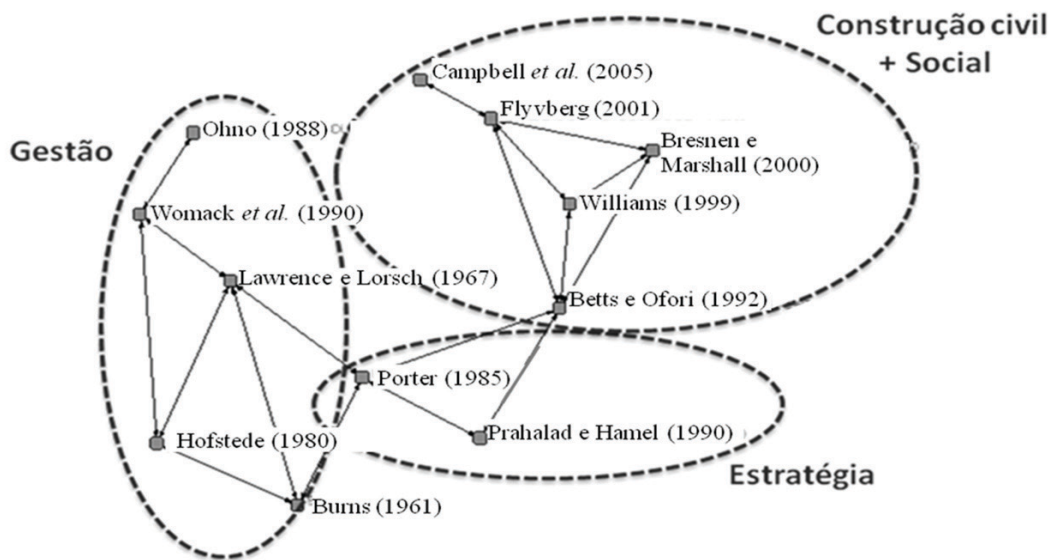 Construção civil
+ Social
Campbell et al. (2005)
Flyvberg (2001)
Ohno (1988)
Gestão
Bresnen e
Marshall (2000)
Williams (1999)
Womack et al. (1990)
Lawrence e Lorsch (1967)
Betts e Ofori (1992)
Porter (1985)
Prahalad e Hamel (1990)
Hofstede (1980)
Estratégia
Burns (1961)